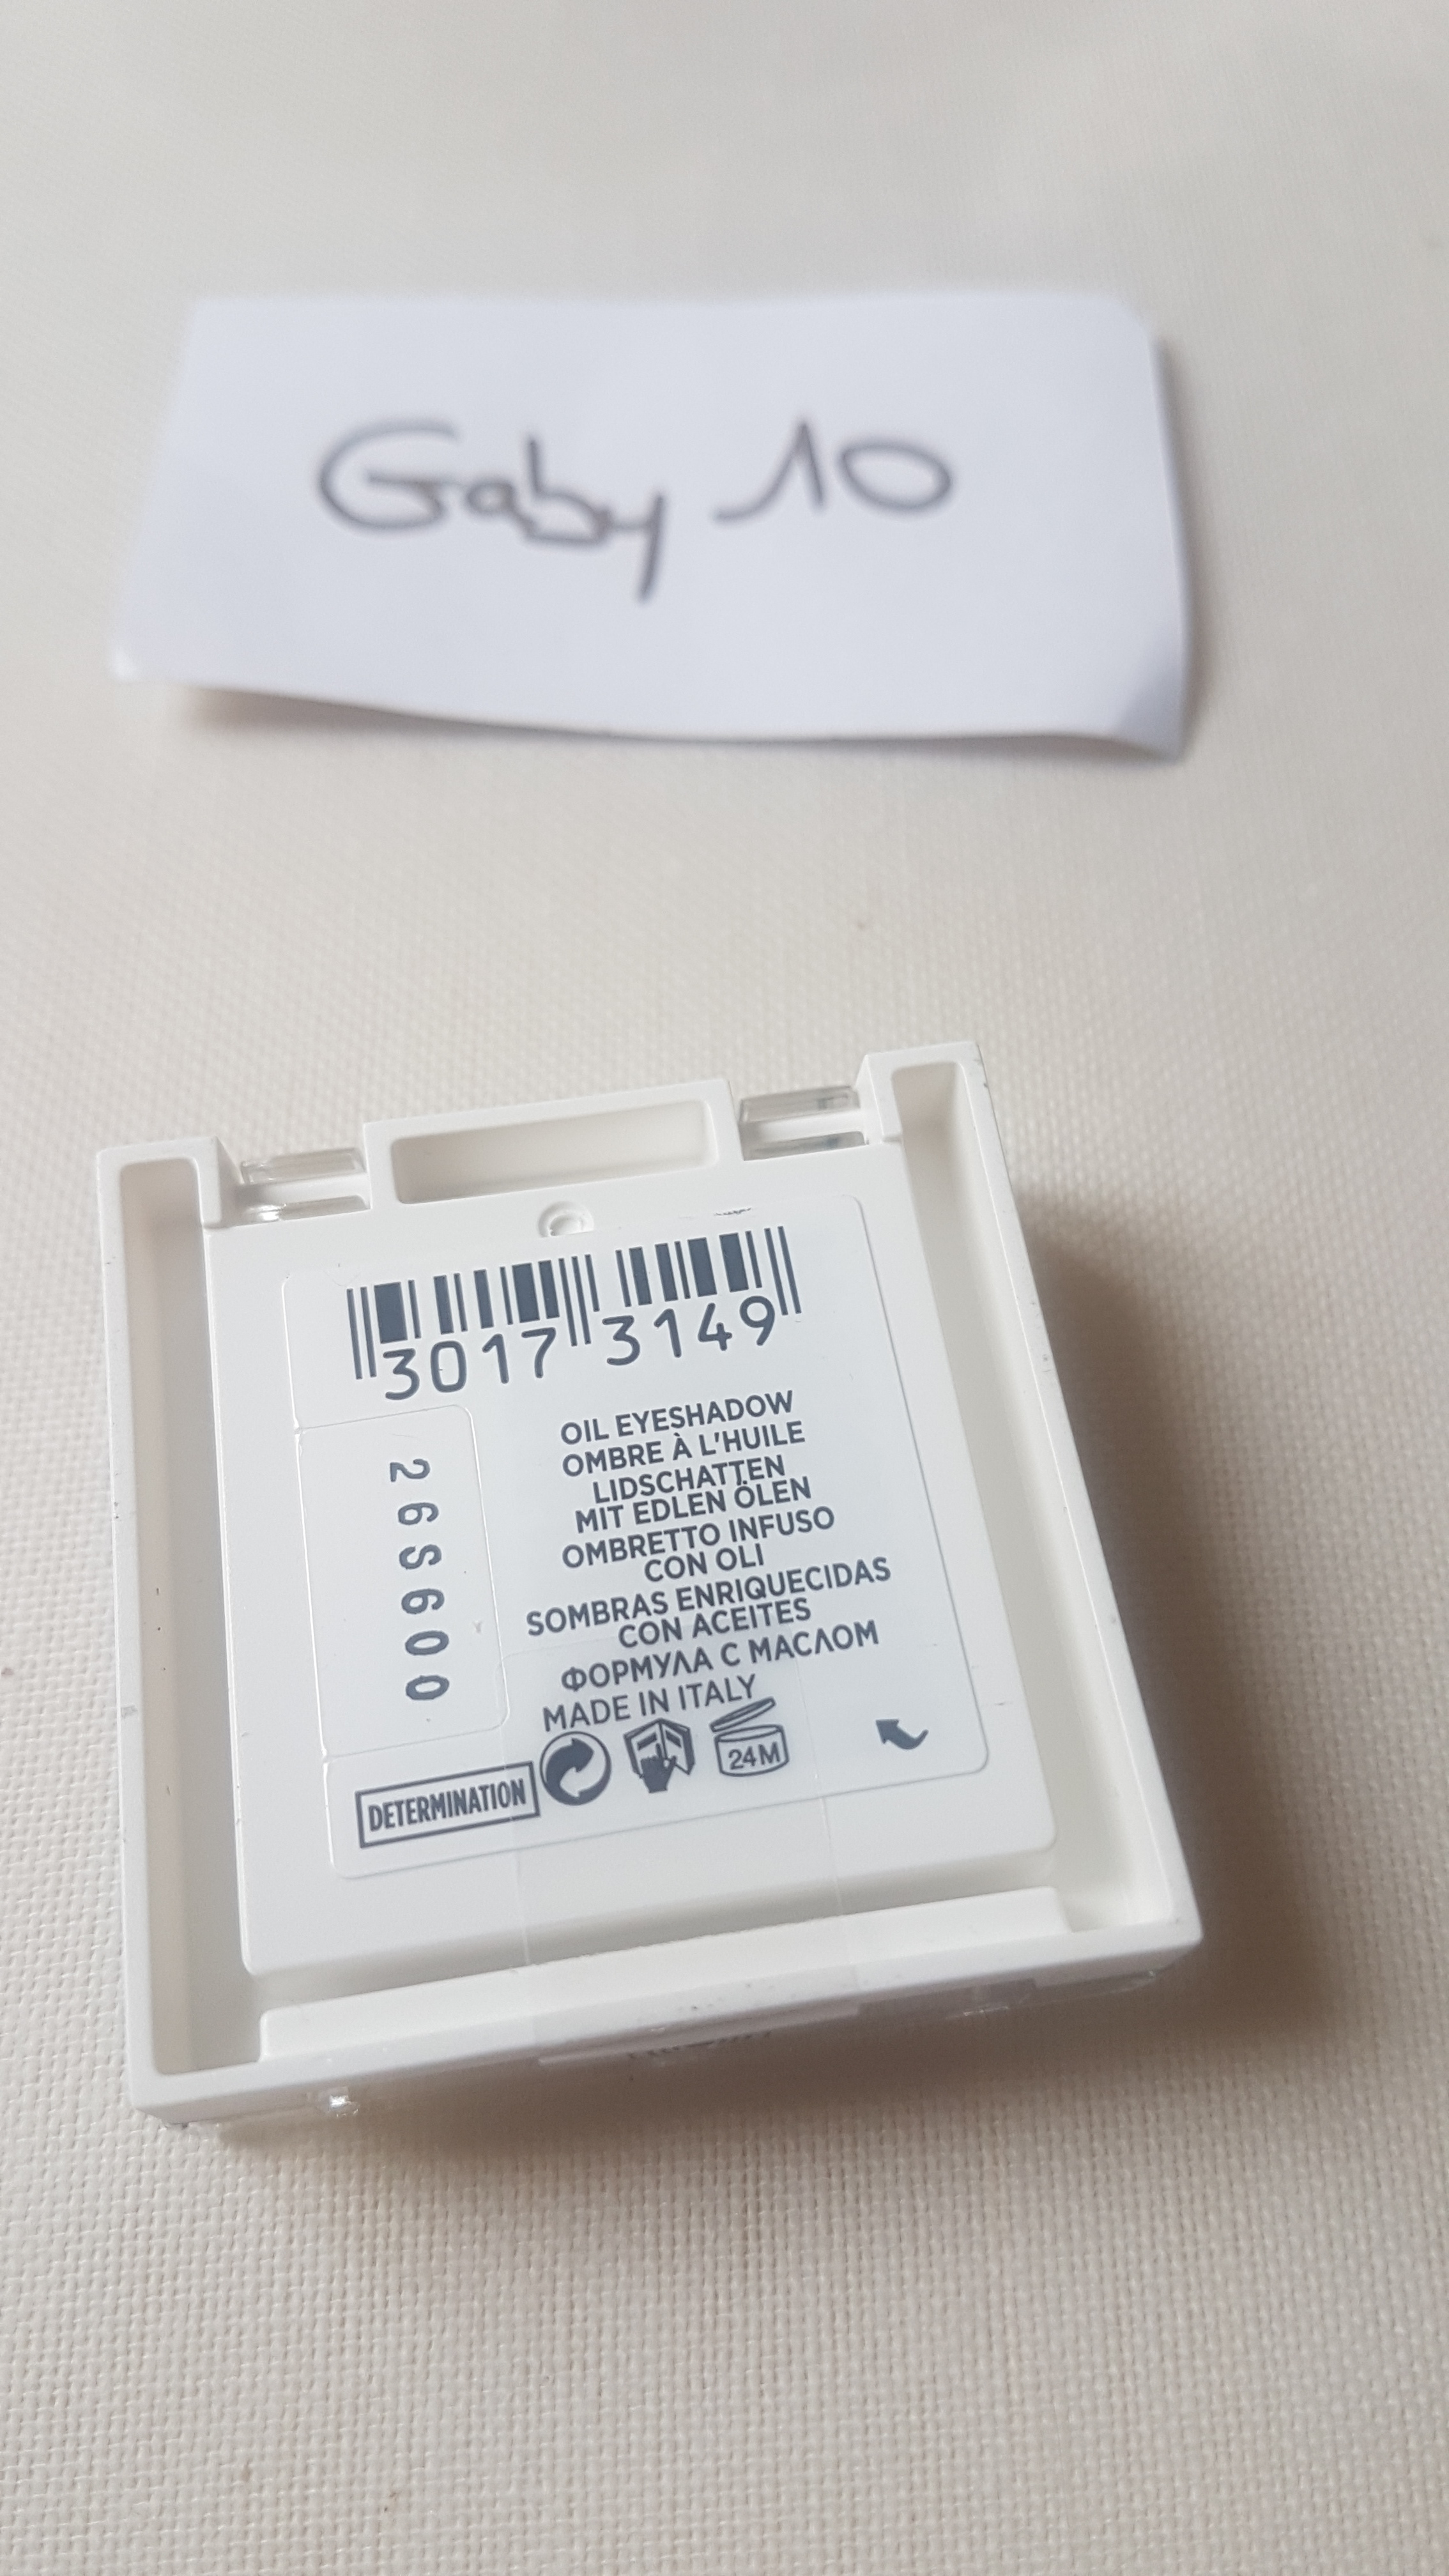 Gaby 10
3017 3149
OIL EYESHADOW
OMBRE À L'HUILE
LIDSCHATTEN
MIT EDLEN ÖLEN
OMBRETTO INFUSO
CON OLI
SOMBRAS ENRIQUECIDAS
CON ACEITES
ФОРМУЛА С МАСЛОМ
MADE IN ITALY
26S600
DETERMINATION
24M